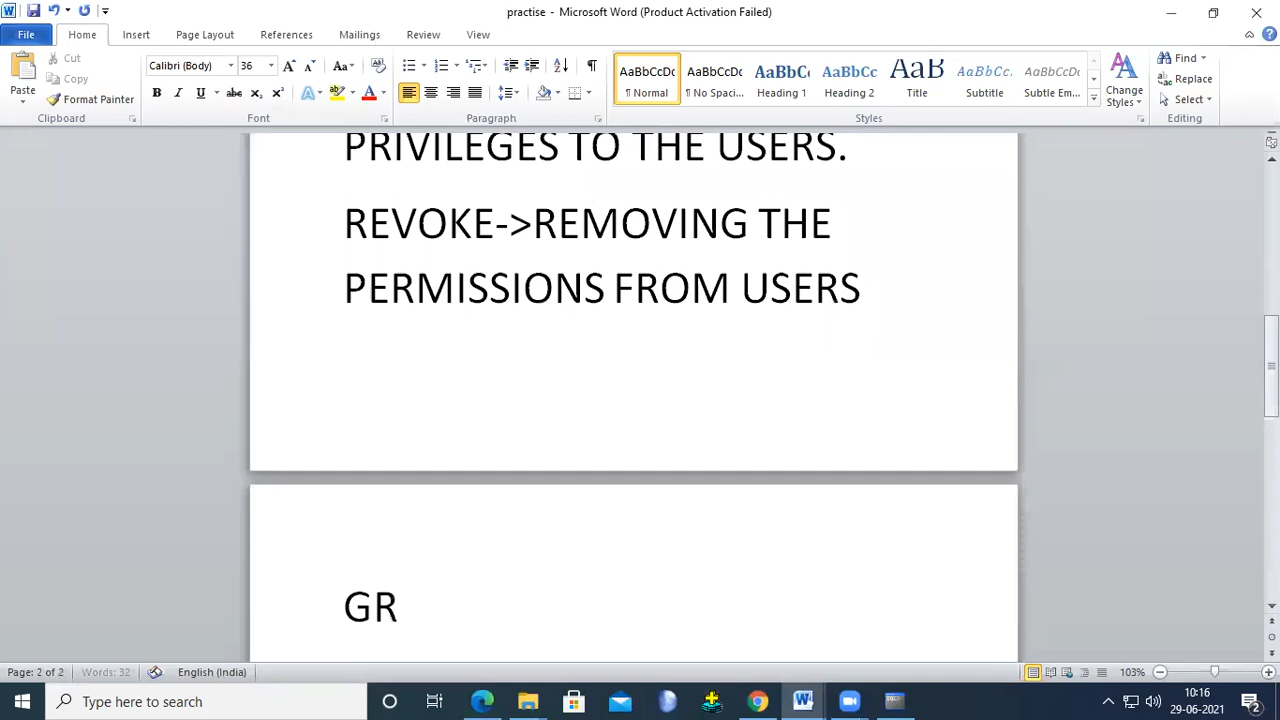 practise - Microsoft Word (Product Activation Failed)
File Home Insert Page Layout References Mailings Review View
Paste
Cut
Copy
Format Painter
Clipboard
Calibri (Body) 36
Font
Paragraph
AaBbCcDc AaBbCcDc AaBbCc AaBbCc AaB AaBbCc. AaBbCcDc
¶ Normal ¶ No Spaci... Heading 1 Heading 2 Title Subtitle Subtle Em...
Change Styles
Styles
Find
Replace
Select
Editing
PRIVILEGES TO THE USERS.
REVOKE->REMOVING THE
PERMISSIONS FROM USERS
GR
Page: 2 of 2 Words: 32 English (India) 103%
Type here to search
10:16
29-06-2021
2